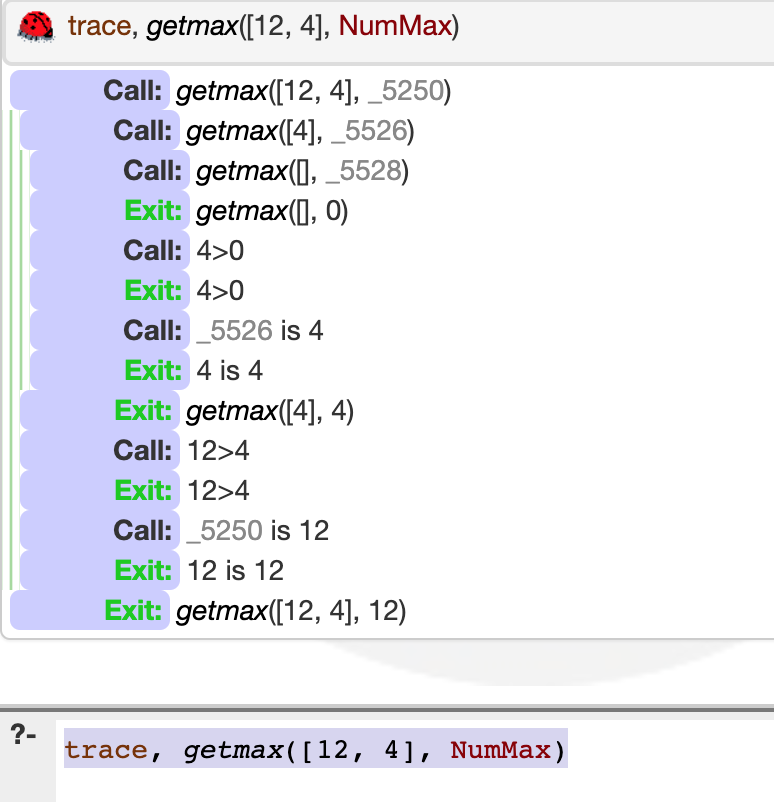 trace, getmax([12, 4], NumMax)
Call: getmax([12, 4], _5250)
Call: getmax([4], _5526)
Call: getmax([], _5528)
Exit: getmax([], 0)
Call: 4>0
Exit: 4>0
Call: _5526 is 4
Exit: 4 is 4
Exit: getmax([4], 4)
Call: 12>4
Exit: 12>4
Call: _5250 is 12
Exit: 12 is 12
Exit: getmax([12, 4], 12)
?- trace, getmax([12, 4], NumMax)